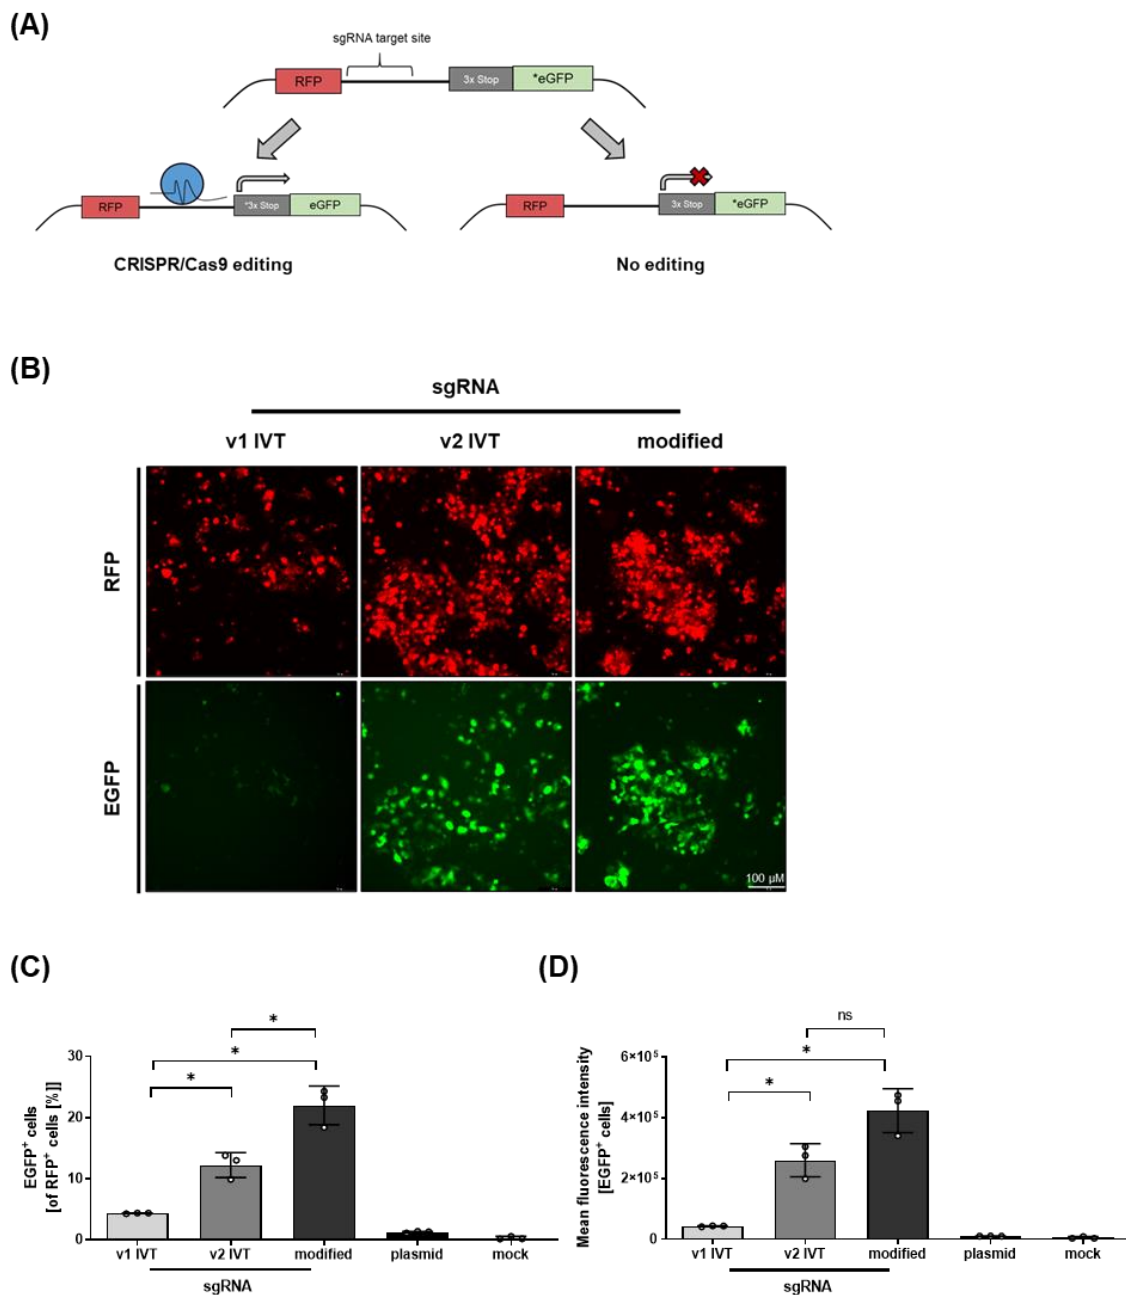 (A)
sgRNA target site
RFP
3x Stop
*eGFP
RFP
*3x Stop
eGFP
RFP
3x Stop
*eGFP
CRISPR/Cas9 editing
No editing
(B)
sgRNA
v1 IVT
v2 IVT
modified
RFP
EGFP
100 µM
(C)
*
*
*
EGFP⁺ cells
[of RFP⁺ cells [%]]
30
20
10
0
v1 IVT
v2 IVT
modified
plasmid
mock
sgRNA
(D)
ns
*
*
Mean fluorescence intensity
[EGFP⁺ cells]
6×10⁵
4×10⁵
2×10⁵
0
v1 IVT
v2 IVT
modified
plasmid
mock
sgRNA